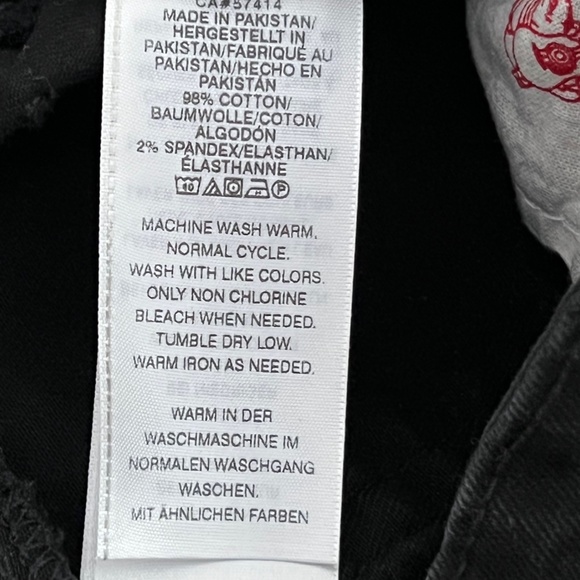 CA#57414
MADE IN PAKISTAN/
HERGESTELLT IN
PAKISTAN/FABRIQUÉ AU
PAKISTAN/HECHO EN
PAKISTÁN
98% COTTON/
BAUMWOLLE/COTON/
ALGODÓN
2% SPANDEX/ELASTHAN/
ÉLASTHANNE
MACHINE WASH WARM,
NORMAL CYCLE.
WASH WITH LIKE COLORS.
ONLY NON CHLORINE
BLEACH WHEN NEEDED.
TUMBLE DRY LOW.
WARM IRON AS NEEDED.
WARM IN DER
WASCHMASCHINE IM
NORMALEN WASCHGANG
WASCHEN.
MIT ÄHNLICHEN FARBEN